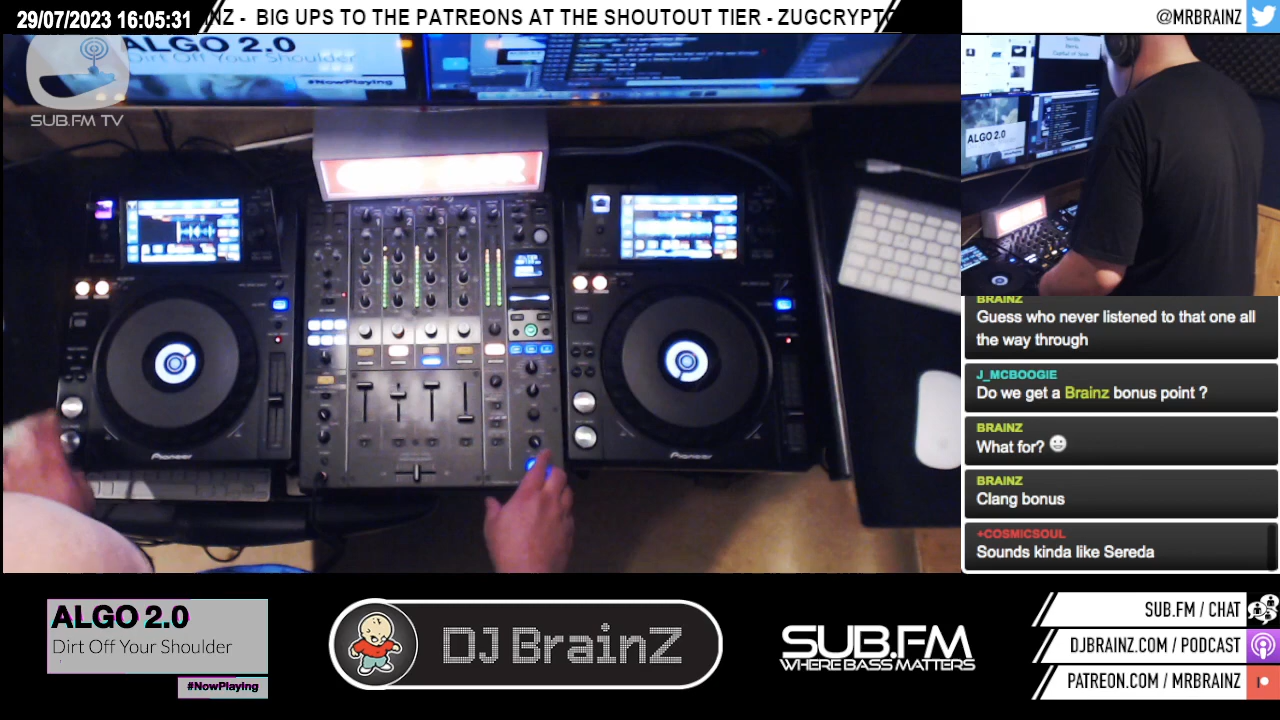 29/07/2023 16:05:31
NZ - BIG UPS TO THE PATREONS AT THE SHOUTOUT TIER - ZUGCRYPTO
@MRBRAINZ
SUB.FM TV
ALGO 2.0
Dirt Off Your Shoulder
#NowPlaying
ALGO 2.0
Pioneer
Pioneer
BRAINZ
Guess who never listened to that one all
the way through
J_MCBOOGIE
Do we get a Brainz bonus point ?
BRAINZ
What for?
BRAINZ
Clang bonus
+COSMICSOUL
Sounds kinda like Sereda
ALGO 2.0
Dirt Off Your Shoulder
#NowPlaying
DJ BrainZ
SUB.FM
WHERE BASS MATTERS
SUB.FM / CHAT
DJBRAINZ.COM / PODCAST
PATREON.COM / MRBRAINZ